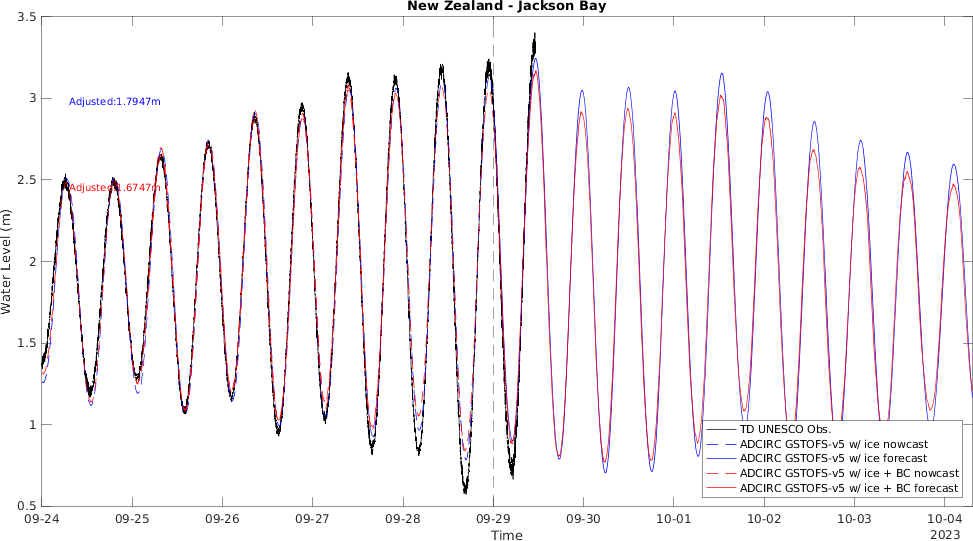 New Zealand - Jackson Bay
3.5
3
2.5
2
1.5
1
0.5
Water Level (m)
Adjusted:1.7947m
Adjusted:1.6747m
TD UNESCO Obs.
ADCIRC GSTOFS-v5 w/ ice nowcast
ADCIRC GSTOFS-v5 w/ ice forecast
ADCIRC GSTOFS-v5 w/ ice + BC nowcast
ADCIRC GSTOFS-v5 w/ ice + BC forecast
09-24 09-25 09-26 09-27 09-28 09-29 09-30 10-01 10-02 10-03 10-04
Time
2023